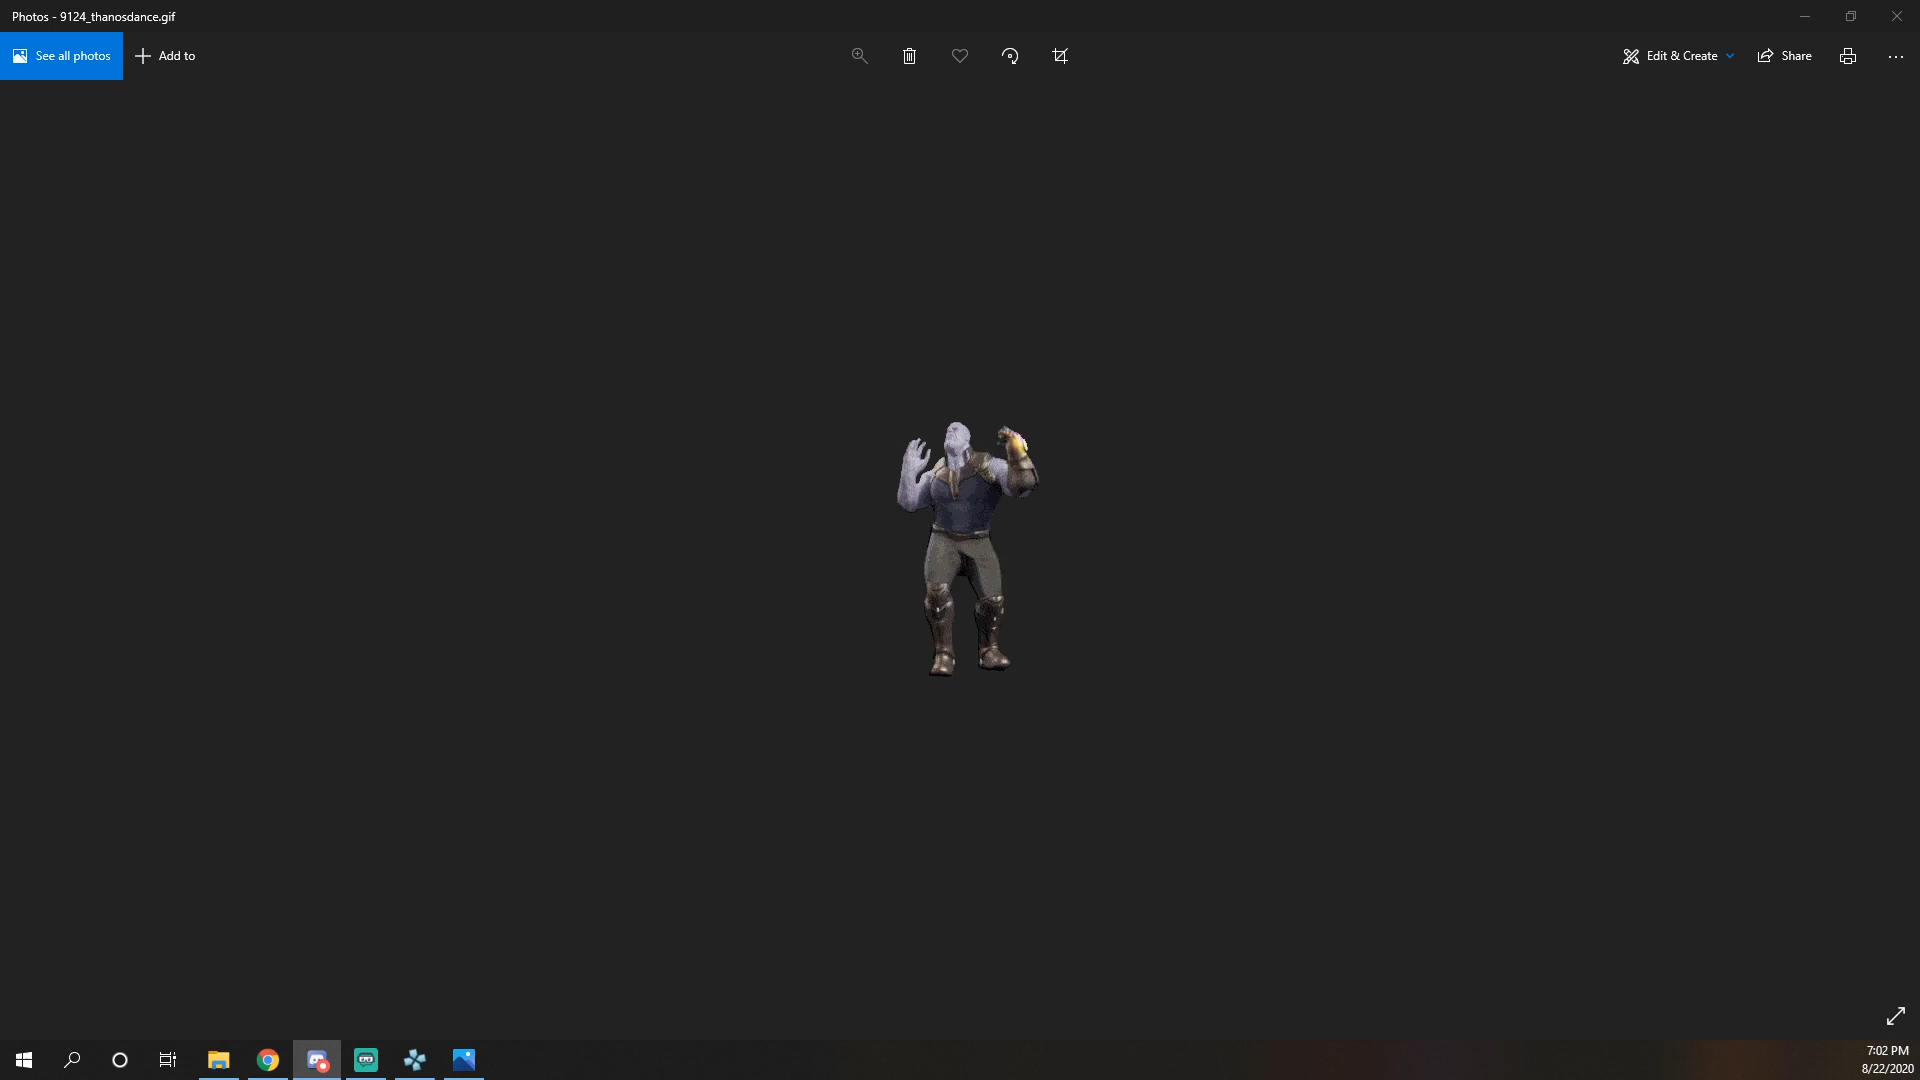 Photos - 9124_thanosdance.gif
See all photos
Add to
Edit & Create
Share
7:02 PM
8/22/2020